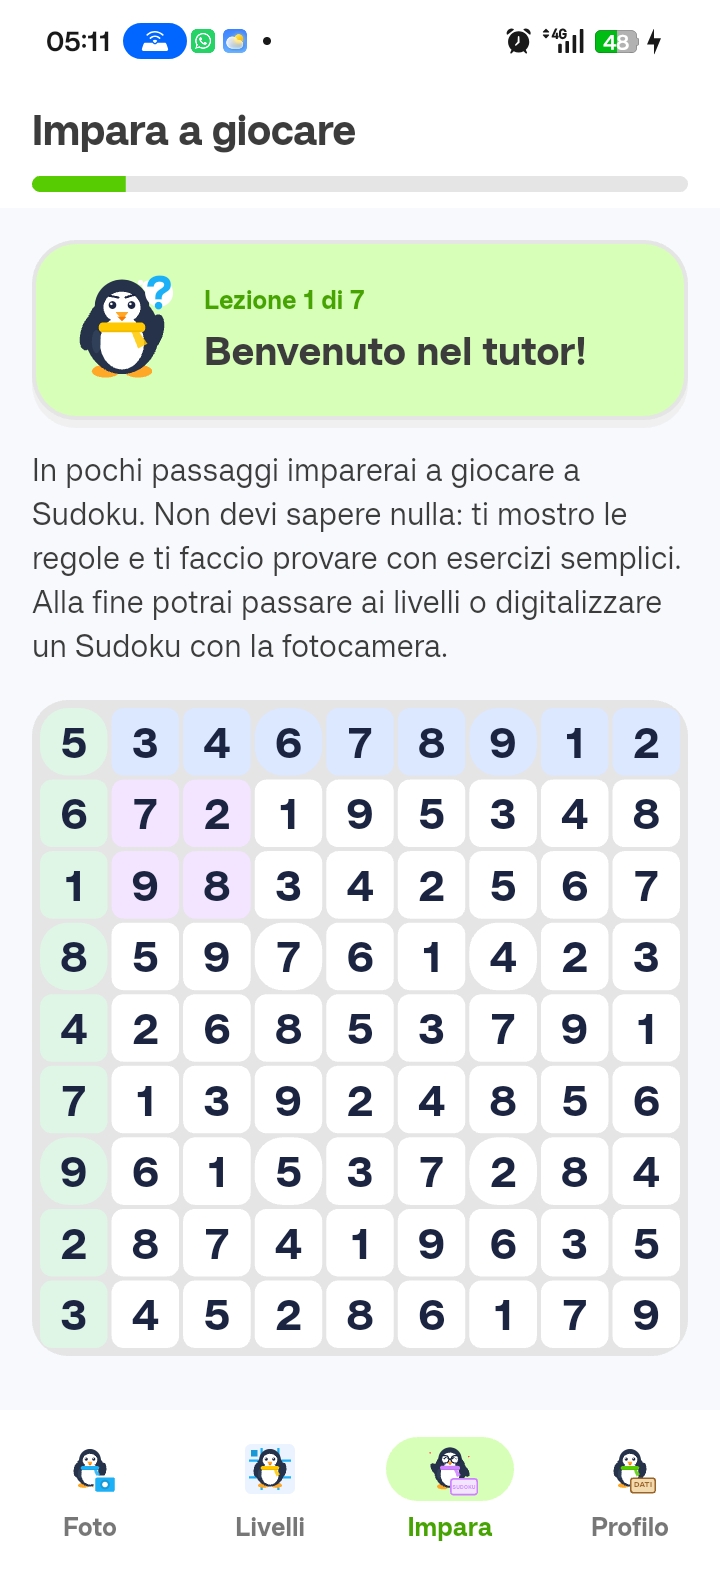 05:11
4G
48
Impara a giocare
?
Lezione 1 di 7
Benvenuto nel tutor!
In pochi passaggi imparerai a giocare a
Sudoku. Non devi sapere nulla: ti mostro le
regole e ti faccio provare con esercizi semplici.
Alla fine potrai passare ai livelli o digitalizzare
un Sudoku con la fotocamera.
5 3 4 6 7 8 9 1 2
6 7 2 1 9 5 3 4 8
1 9 8 3 4 2 5 6 7
8 5 9 7 6 1 4 2 3
4 2 6 8 5 3 7 9 1
7 1 3 9 2 4 8 5 6
9 6 1 5 3 7 2 8 4
2 8 7 4 1 9 6 3 5
3 4 5 2 8 6 1 7 9
SUDOKU
DATI
Foto Livelli Impara Profilo